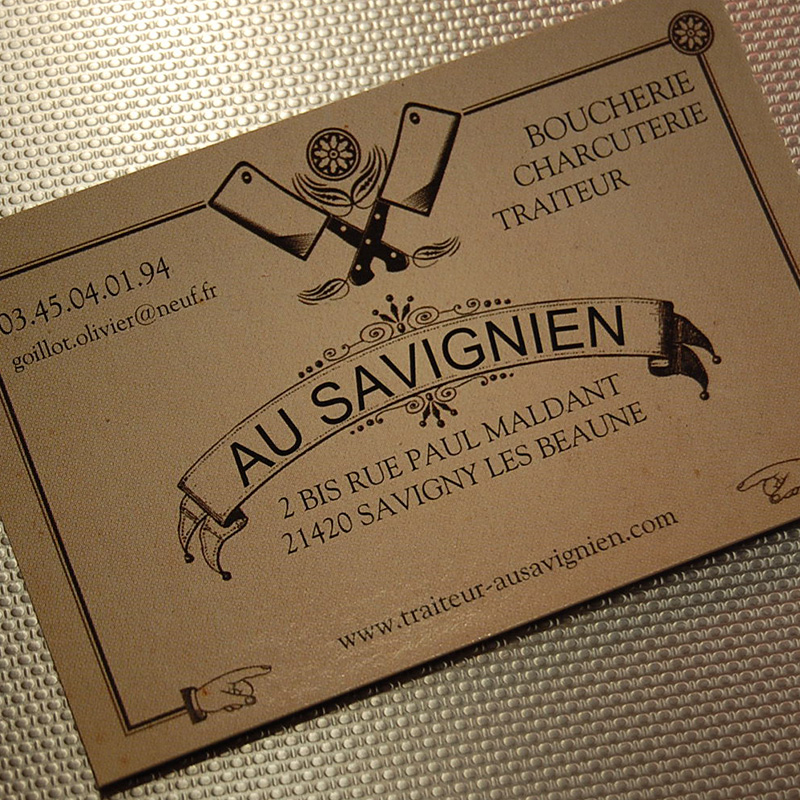 BOUCHERIE
CHARCUTERIE
TRAITEUR
03.45.04.01.94
goillot.olivier@neuf.fr
AU SAVIGNIEN
2 BIS RUE PAUL MALDANT
21420 SAVIGNY LES BEAUNE
www.traiteur-ausavignien.com